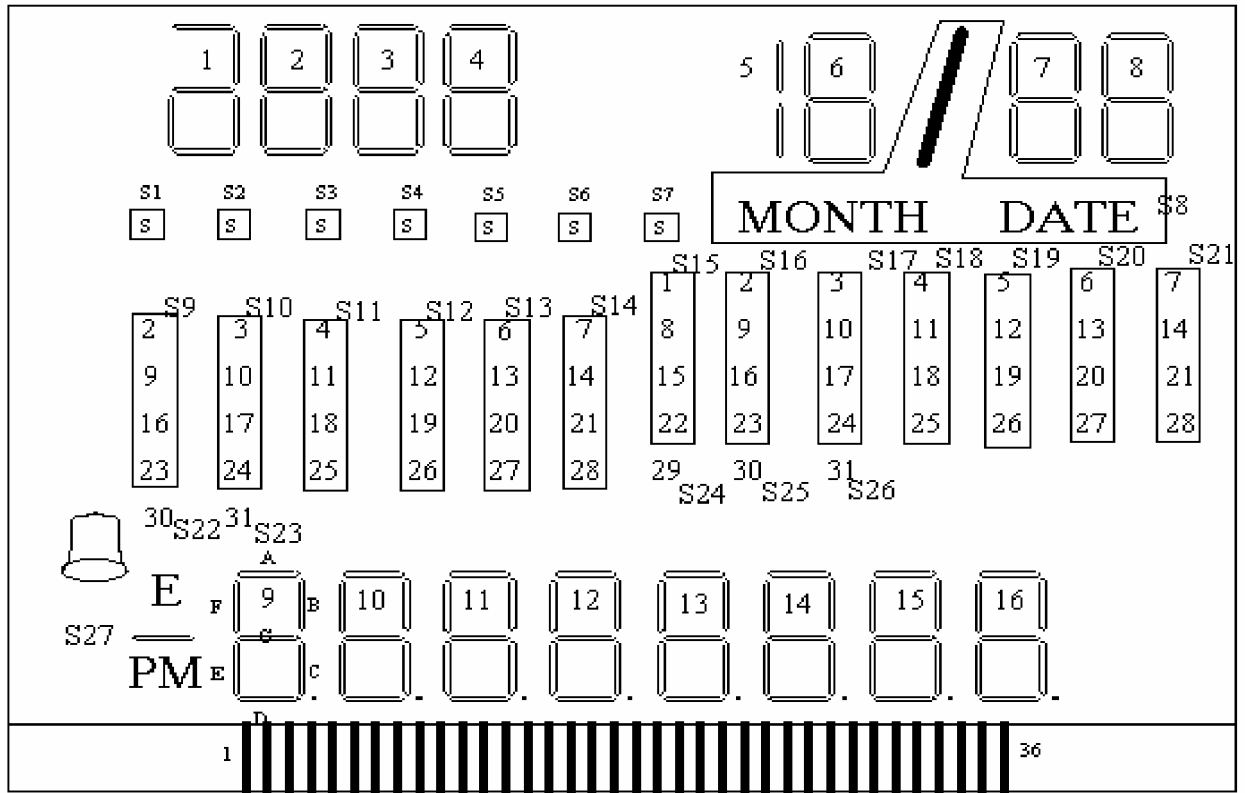 1 2 3 4 5 6 7 8
S1 S2 S3 S4 S5 S6 S7
S S S S S S S
MONTH DATE S8
S15 S16 S17 S18 S19 S20 S21
1 2 3 4 5 6 7
S9 S10 S11 S12 S13 S14
2 3 4 5 6 7 8 9 10 11 12 13 14
9 10 11 12 13 14 15 16 17 18 19 20 21
16 17 18 19 20 21 22 23 24 25 26 27 28
23 24 25 26 27 28 29 30 31
S24 S25 S26
30 S22 31 S23
A
E F 9 B 10 11 12 13 14 15 16
S27 G
PM E C
D
1 36